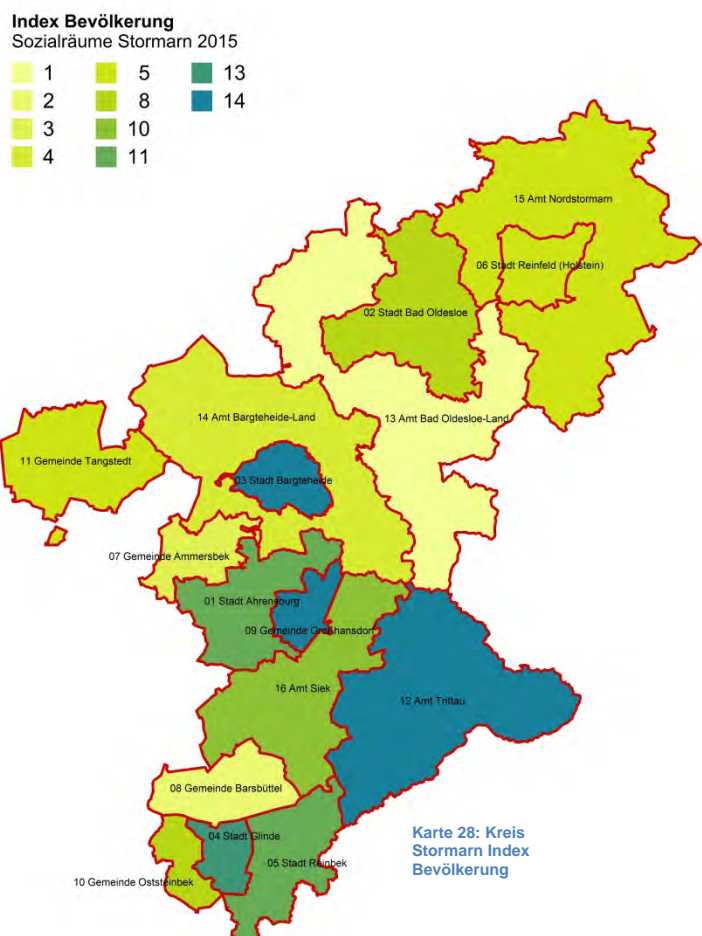 Index Bevölkerung
Sozialräume Stormarn 2015
1 5 13
2 8 14
3 10
4 11
15 Amt Nordstormarn
06 Stadt Reinfeld (Holstein)
02 Stadt Bad Oldesloe
14 Amt Bargteheide-Land
13 Amt Bad Oldesloe-Land
11 Gemeinde Tangstedt
03 Stadt Bargteheide
07 Gemeinde Ammersbek
01 Stadt Ahrensburg
09 Gemeinde Großhansdorf
16 Amt Siek
12 Amt Trittau
08 Gemeinde Barsbüttel
04 Stadt Glinde
05 Stadt Reinbek
10 Gemeinde Oststeinbek
Karte 28: Kreis
Stormarn Index
Bevölkerung